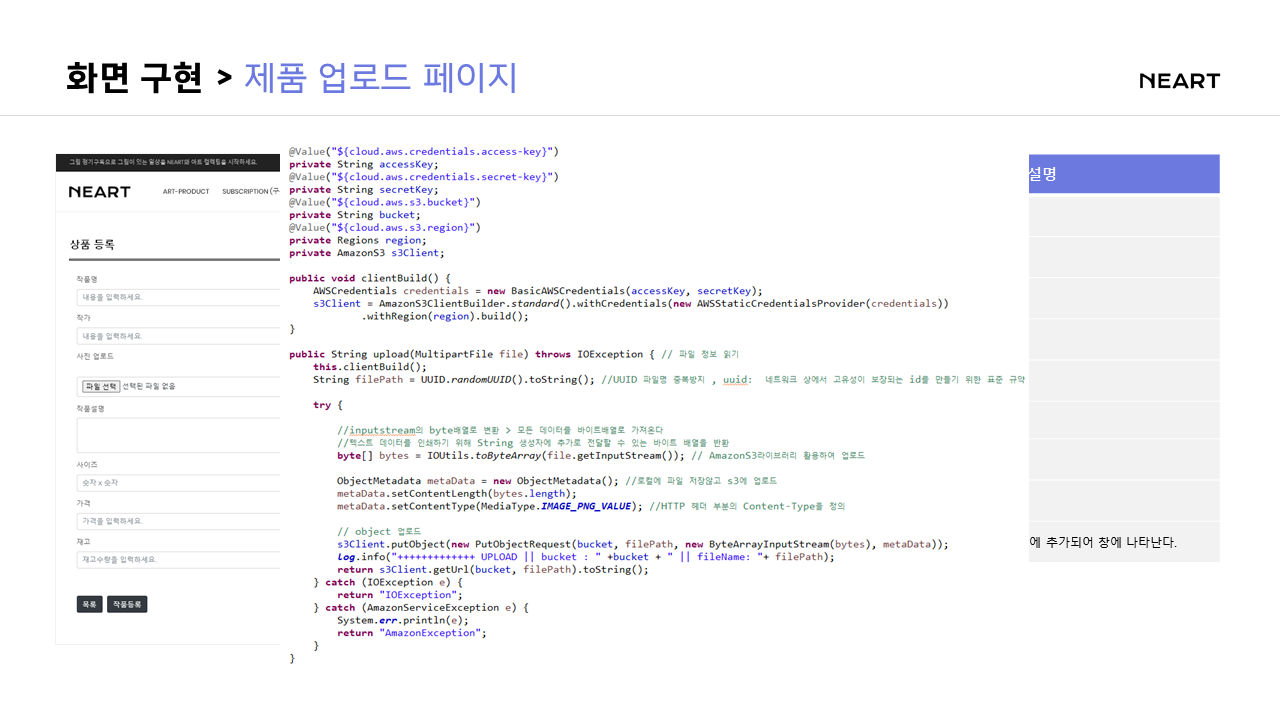 화면 구현 > 제품 업로드 페이지
NEART
그림 정기구독으로 그림이 있는 일상을 NEART와 아트 컬렉팅을 시작하세요.
NEART
ART-PRODUCT
SUBSCRIPTION (구
상품 등록
작품명
내용을 입력하세요.
작가
내용을 입력하세요.
사진 업로드
파일 선택 선택된 파일 없음
작품설명
사이즈
숫자 x 숫자
가격
가격을 입력하세요.
재고
재고수량을 입력하세요.
목록
작품등록
@Value("${cloud.aws.credentials.access-key}")
private String accessKey;
@Value("${cloud.aws.credentials.secret-key}")
private String secretKey;
@Value("${cloud.aws.s3.bucket}")
private String bucket;
@Value("${cloud.aws.s3.region}")
private Regions region;
private AmazonS3 s3Client;
public void clientBuild() {
AWSCredentials credentials = new BasicAWSCredentials(accessKey, secretKey);
s3Client = AmazonS3ClientBuilder.standard().withCredentials(new AWSStaticCredentialsProvider(credentials))
.withRegion(region).build();
}
public String upload(MultipartFile file) throws IOException { // 파일 정보 읽기
this.clientBuild();
String filePath = UUID.randomUUID().toString(); //UUID 파일명 중복방지 , uuid: 네트워크 상에서 고유성이 보장되는 id를 만들기 위한 표준 규약
try {
//inputstream의 byte배열로 변환 > 모든 데이터를 바이트배열로 가져온다
//텍스트 데이터를 인쇄하기 위해 String 생성자에 추가로 전달할 수 있는 바이트 배열을 반환
byte[] bytes = IOUtils.toByteArray(file.getInputStream()); // AmazonS3라이브러리 활용하여 업로드
ObjectMetadata metaData = new ObjectMetadata(); //로컬에 파일 저장않고 s3에 업로드
metaData.setContentLength(bytes.length);
metaData.setContentType(MediaType.IMAGE_PNG_VALUE); //HTTP 헤더 부분의 Content-Type를 정의
// object 업로드
s3Client.putObject(new PutObjectRequest(bucket, filePath, new ByteArrayInputStream(bytes), metaData));
log.info("+++++++++++++ UPLOAD || bucket : " +bucket + " || fileName: "+ filePath);
return s3Client.getUrl(bucket, filePath).toString();
} catch (IOException e) {
return "IOException";
} catch (AmazonServiceException e) {
System.err.println(e);
return "AmazonException";
}
}
설명
에 추가되어 창에 나타난다.